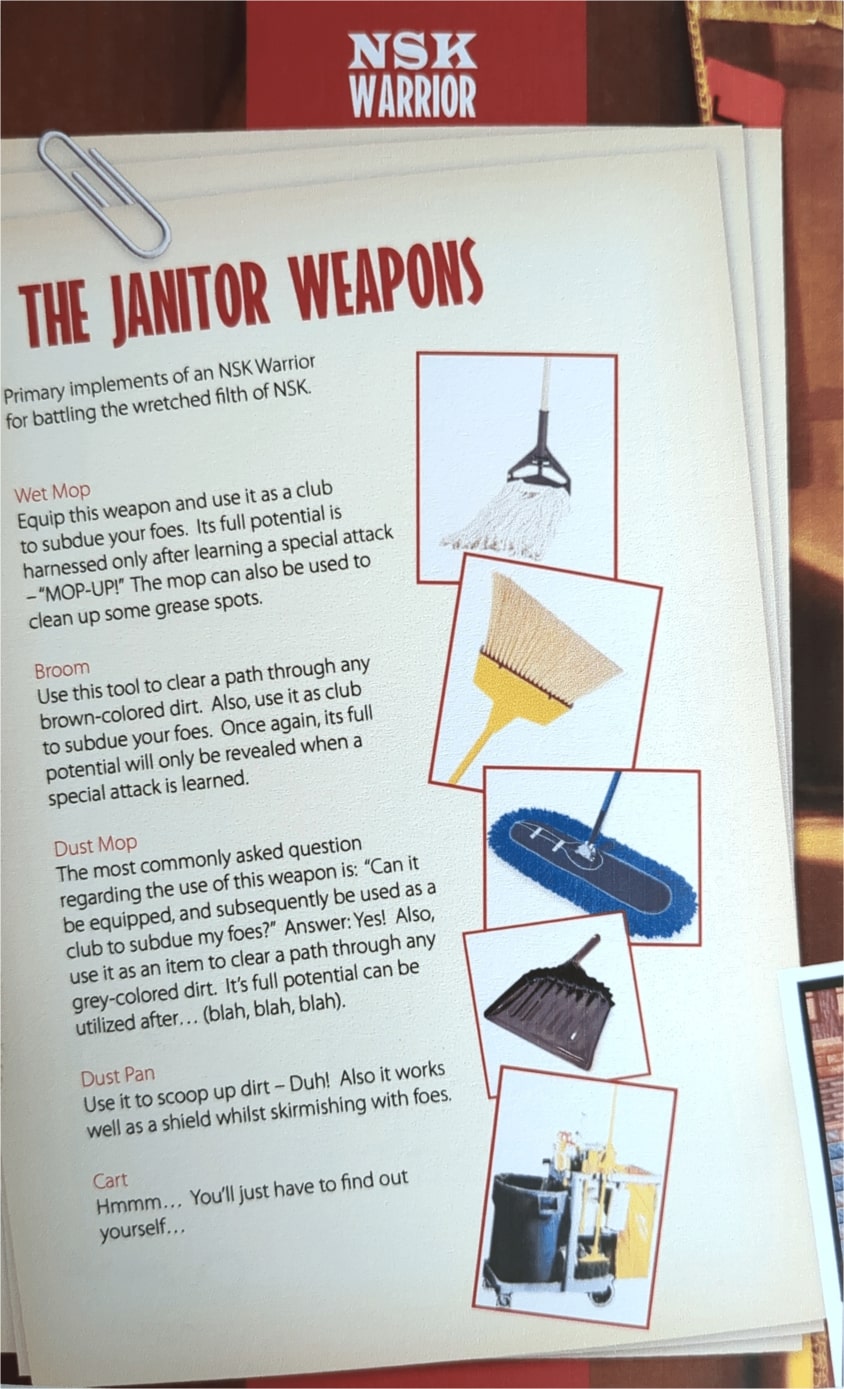 NSK
WARRIOR
THE JANITOR WEAPONS
Primary implements of an NSK Warrior
for battling the wretched filth of NSK.
Wet Mop
Equip this weapon and use it as a club
to subdue your foes. Its full potential is
harnessed only after learning a special attack
– “MOP-UP!” The mop can also be used to
clean up some grease spots.
Broom
Use this tool to clear a path through any
brown-colored dirt. Also, use it as club
to subdue your foes. Once again, its full
potential will only be revealed when a
special attack is learned.
Dust Mop
The most commonly asked question
regarding the use of this weapon is: “Can it
be equipped, and subsequently be used as a
club to subdue my foes?” Answer: Yes! Also,
use it as an item to clear a path through any
grey-colored dirt. It’s full potential can be
utilized after… (blah, blah, blah).
Dust Pan
Use it to scoop up dirt – Duh! Also it works
well as a shield whilst skirmishing with foes.
Cart
Hmmm… You’ll just have to find out
yourself…